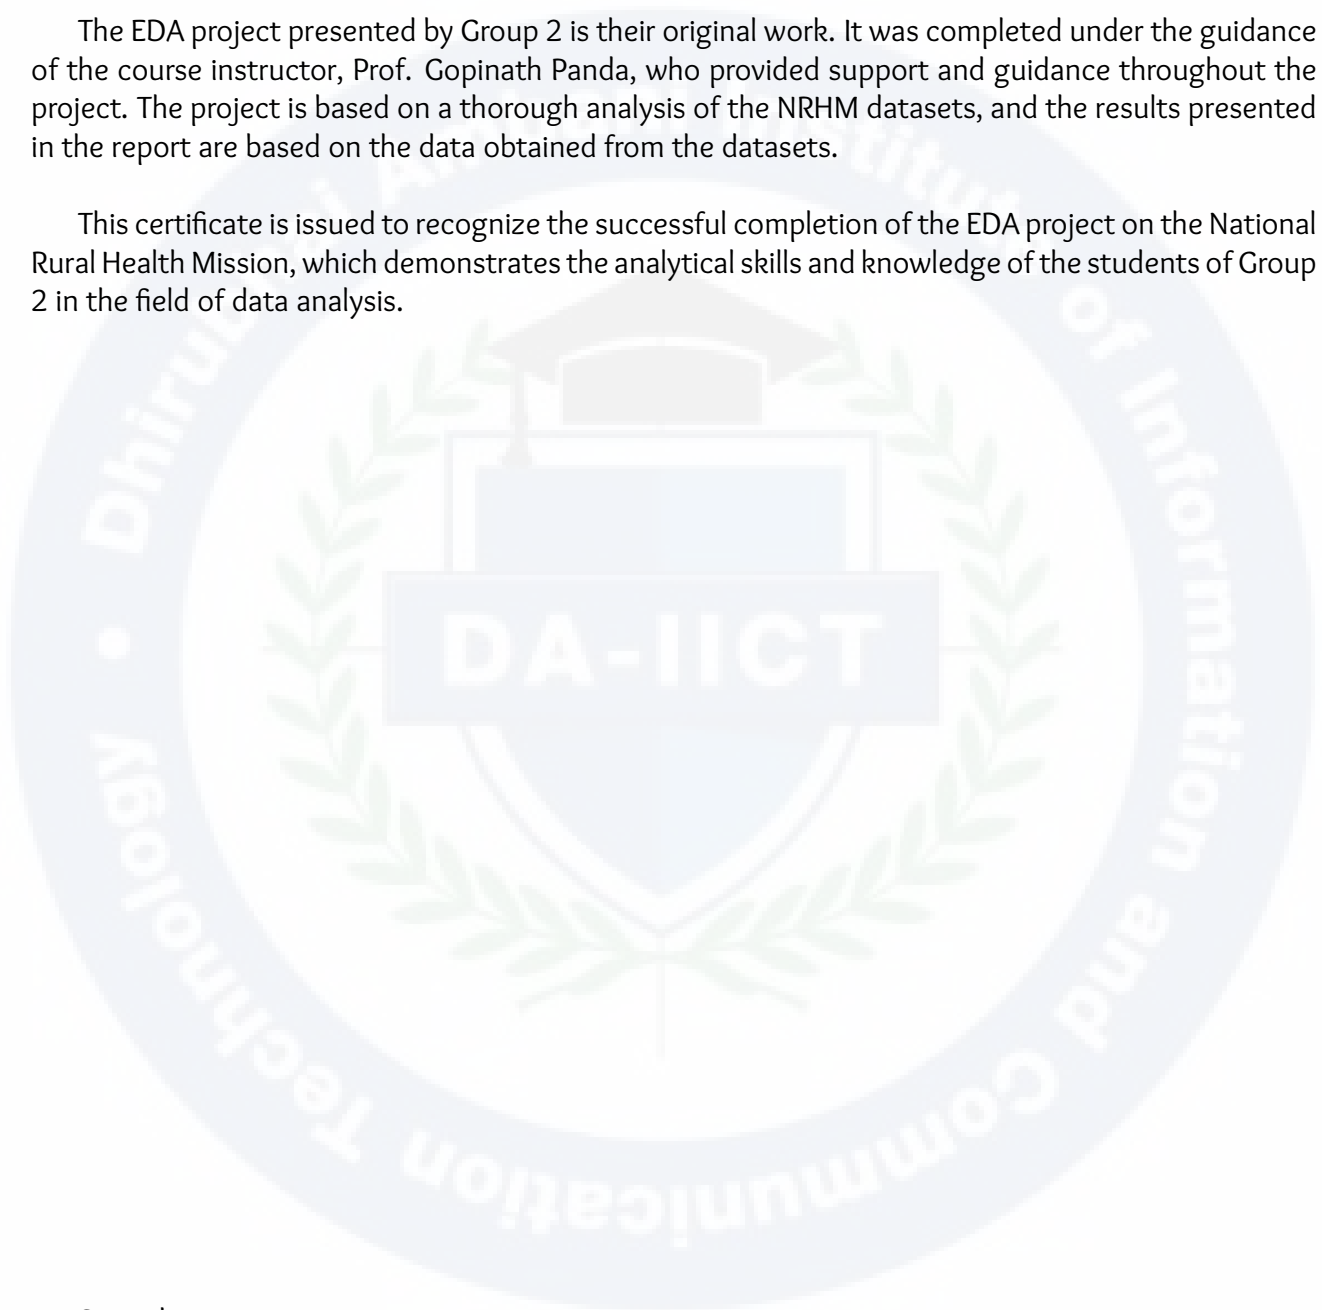 The EDA project presented by Group 2 is their original work. It was completed under the guidance
of the course instructor, Prof. Gopinath Panda, who provided support and guidance throughout the
project. The project is based on a thorough analysis of the NRHM datasets, and the results presented
in the report are based on the data obtained from the datasets.
This certificate is issued to recognize the successful completion of the EDA project on the National
Rural Health Mission, which demonstrates the analytical skills and knowledge of the students of Group
2 in the field of data analysis.
Dhirubhai Ambani Institute of Information and Communication Technology
DA-IICT